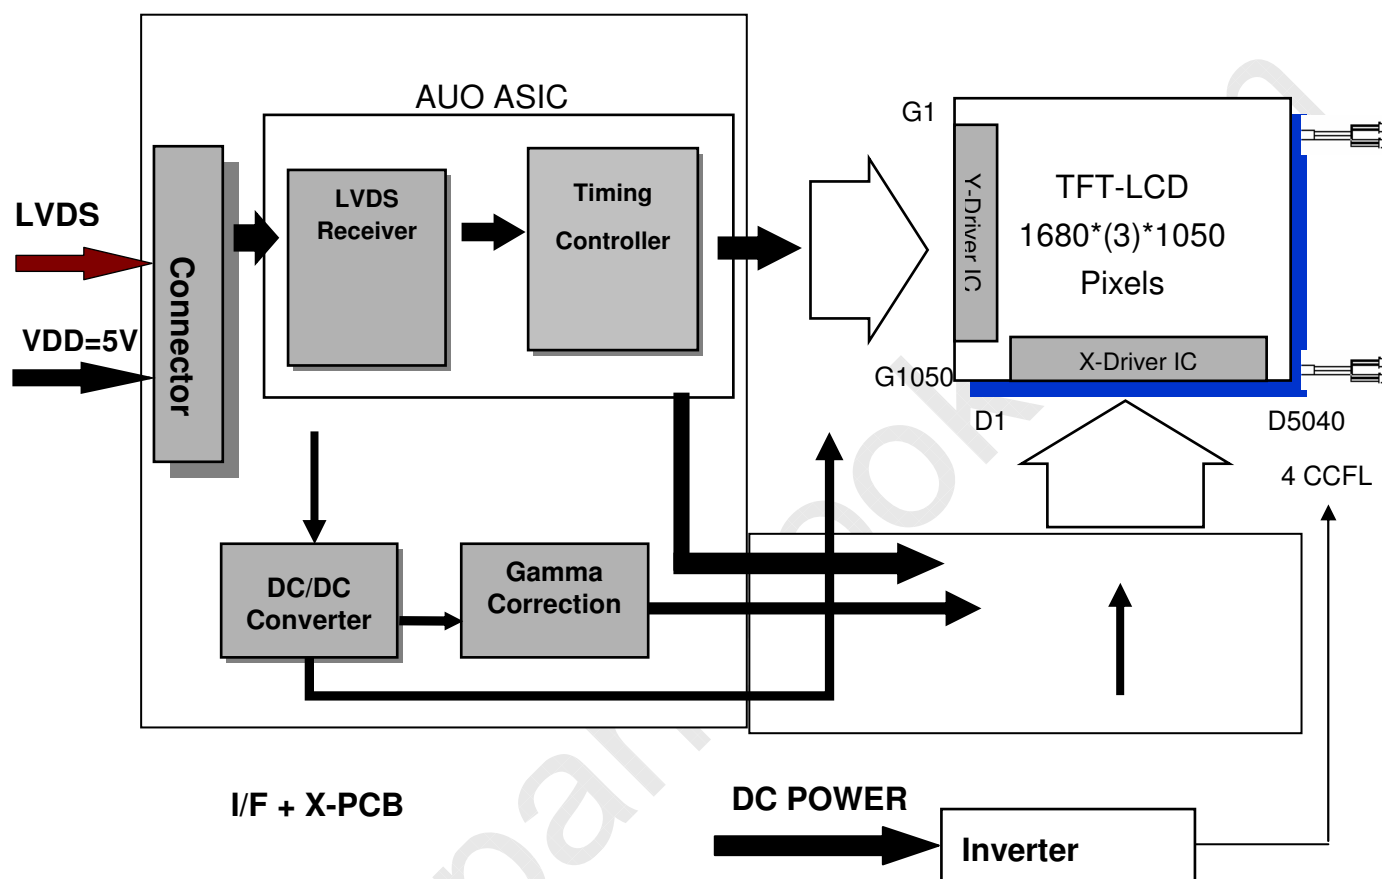 AUO ASIC
G1
LVDS
Receiver
Timing
Controller
LVDS
Connector
VDD=5V
Y-Driver IC
TFT-LCD
1680*(3)*1050
Pixels
X-Driver IC
G1050
D1
D5040
4 CCFL
DC/DC
Converter
Gamma
Correction
I/F + X-PCB
DC POWER
Inverter